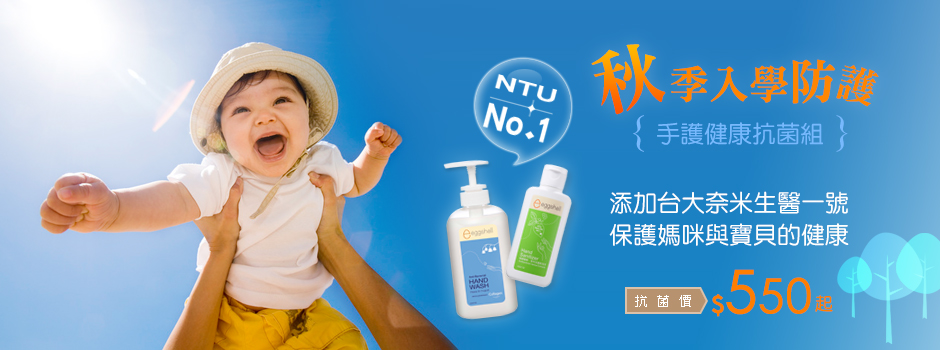 秋季入學防護
{ 手護健康抗菌組 }
NTU
No.1
添加台大奈米生醫一號
保護媽咪與寶貝的健康
抗菌價 $550起
eggshell
HAND
WASH
eggshell